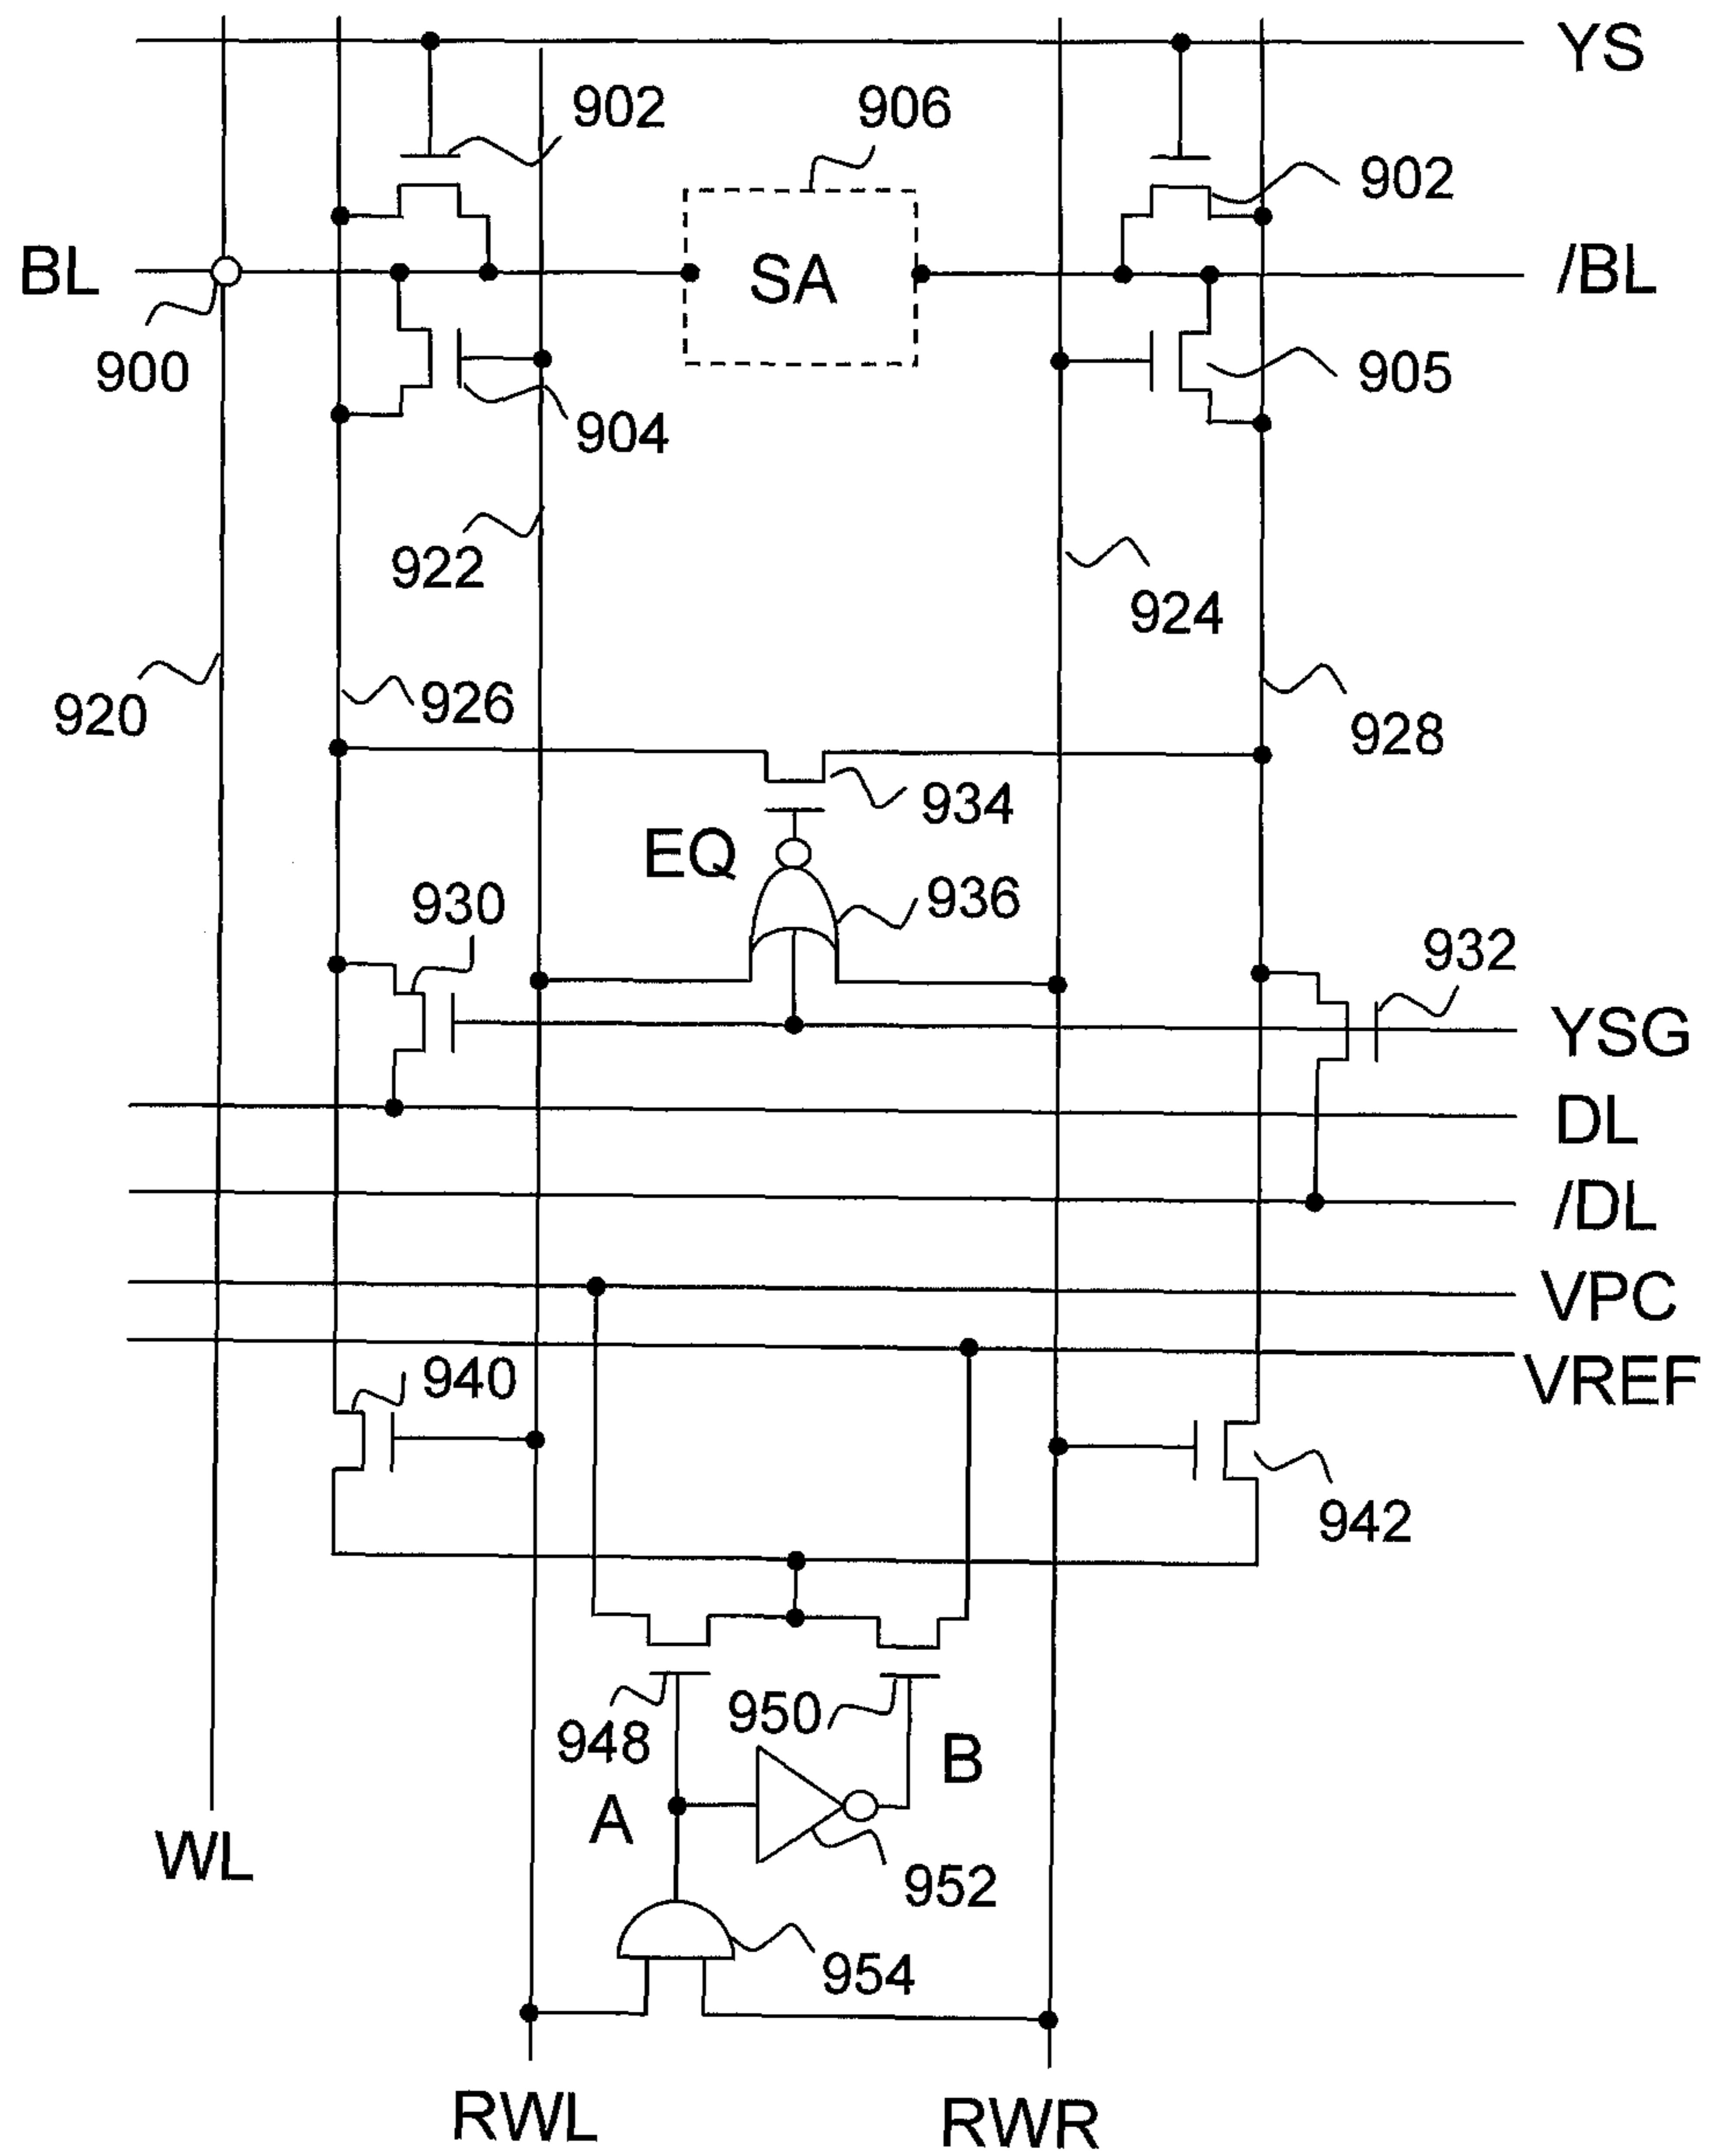 YS
902
906
902
BL
SA
/BL
900
905
904
922
924
920
926
928
934
EQ
936
930
932
YSG
DL
/DL
VPC
VREF
940
942
948
950
B
A
WL
952
954
RWL
RWR